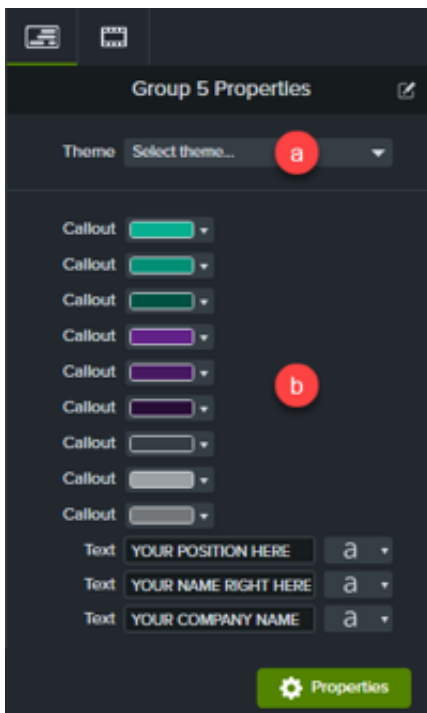 Group 5 Properties
Theme Select theme... a
Callout
Callout
Callout
Callout
Callout
Callout
b
Callout
Callout
Callout
Text YOUR POSITION HERE a
Text YOUR NAME RIGHT HERE a
Text YOUR COMPANY NAME a
Properties